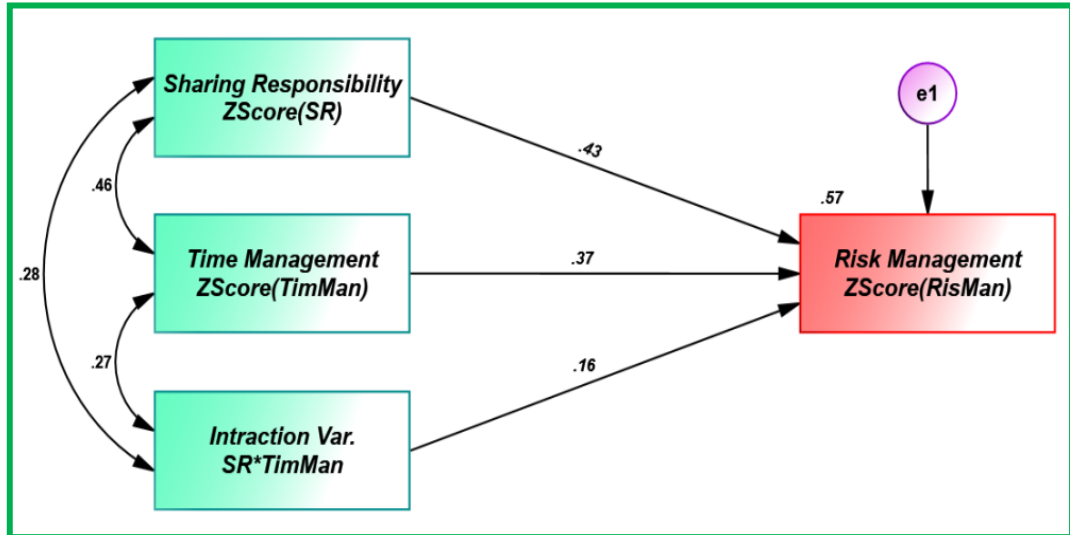 Sharing Responsibility
ZScore(SR)
e1
.43
.46
.57
Time Management
ZScore(TimMan)
.37
Risk Management
ZScore(RisMan)
.28
.27
.16
Intraction Var.
SR*TimMan